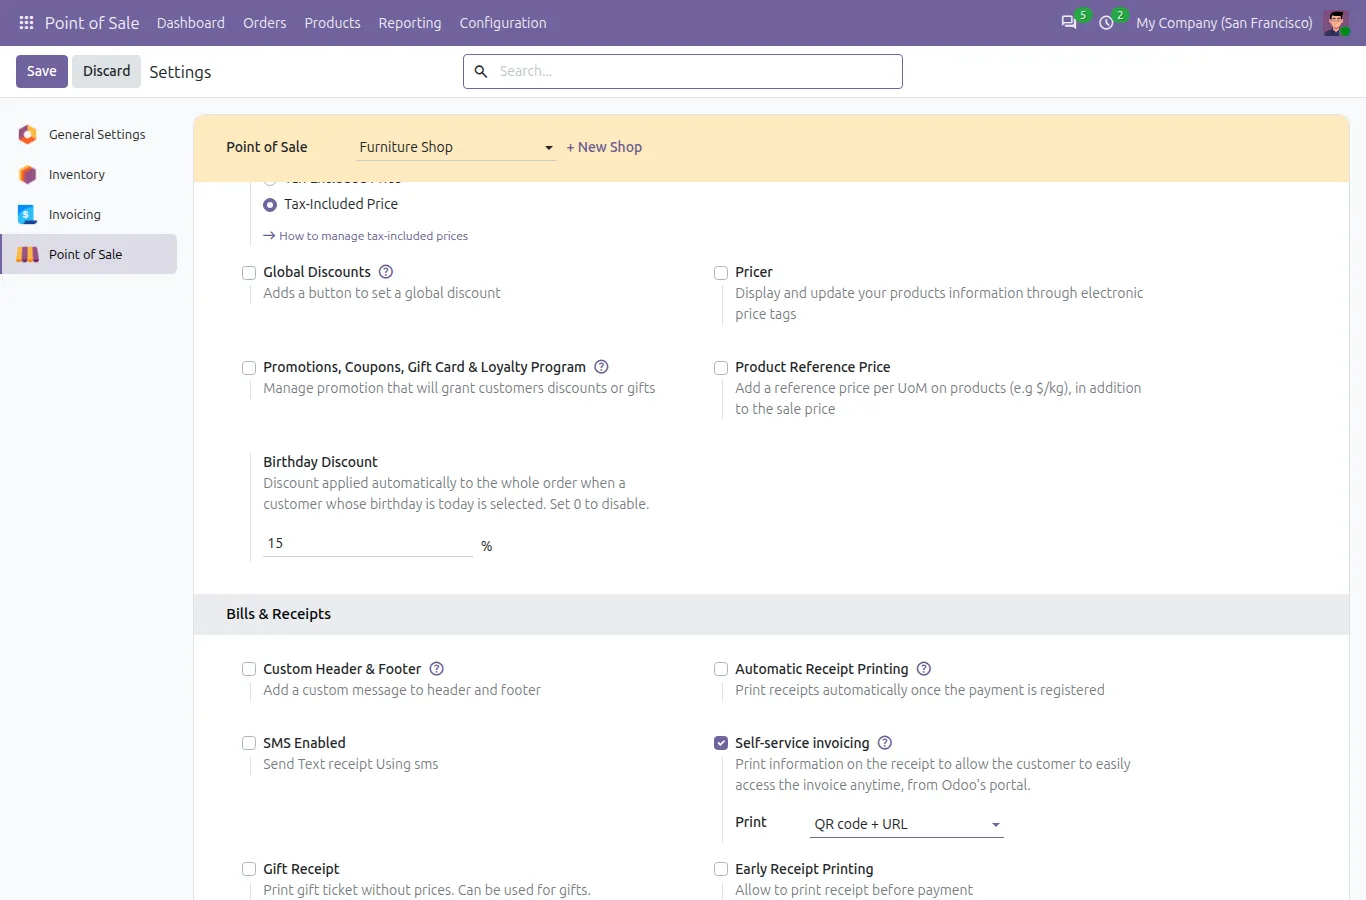 Point of Sale Dashboard Orders Products Reporting Configuration 5 2 My Company (San Francisco)
Save Discard Settings Search...
General Settings
Inventory
Invoicing
Point of Sale
Point of Sale Furniture Shop + New Shop
Tax-Excluded Price
Tax-Included Price
→ How to manage tax-included prices
Global Discounts ?
Adds a button to set a global discount
Pricer
Display and update your products information through electronic
price tags
Promotions, Coupons, Gift Card & Loyalty Program ?
Manage promotion that will grant customers discounts or gifts
Product Reference Price
Add a reference price per UoM on products (e.g $/kg), in addition
to the sale price
Birthday Discount
Discount applied automatically to the whole order when a
customer whose birthday is today is selected. Set 0 to disable.
15 %
Bills & Receipts
Custom Header & Footer ?
Add a custom message to header and footer
Automatic Receipt Printing ?
Print receipts automatically once the payment is registered
SMS Enabled
Send Text receipt Using sms
Self-service invoicing ?
Print information on the receipt to allow the customer to easily
access the invoice anytime, from Odoo's portal.
Print QR code + URL
Gift Receipt
Print gift ticket without prices. Can be used for gifts.
Early Receipt Printing
Allow to print receipt before payment